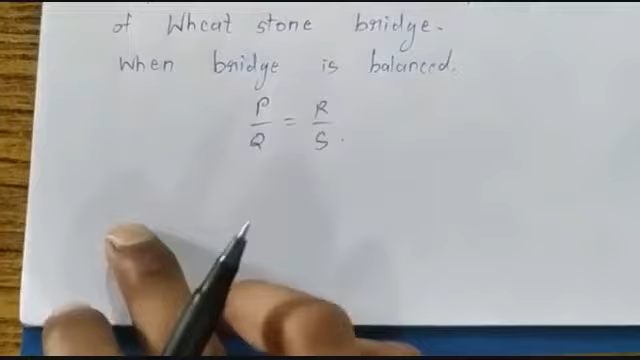 of Wheat stone bridge.
When bridge is balanced.
P/Q = R/S.